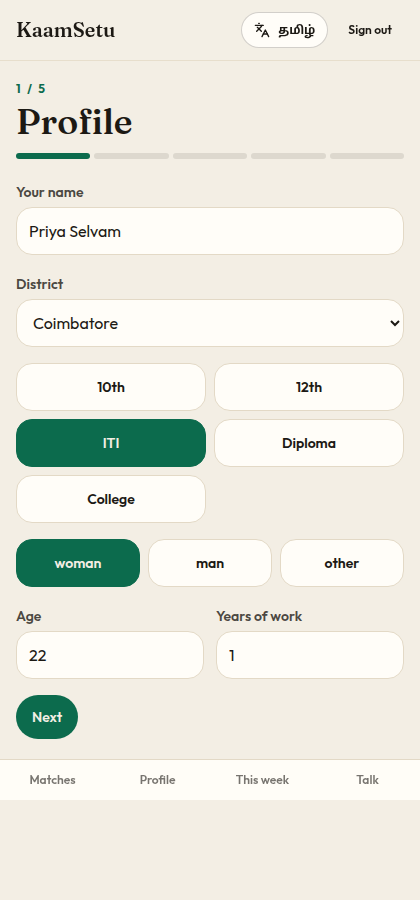 KaamSetu
தமிழ்
Sign out
1 / 5
Profile
Your name
Priya Selvam
District
Coimbatore
10th
12th
ITI
Diploma
College
woman
man
other
Age
Years of work
22
1
Next
Matches
Profile
This week
Talk